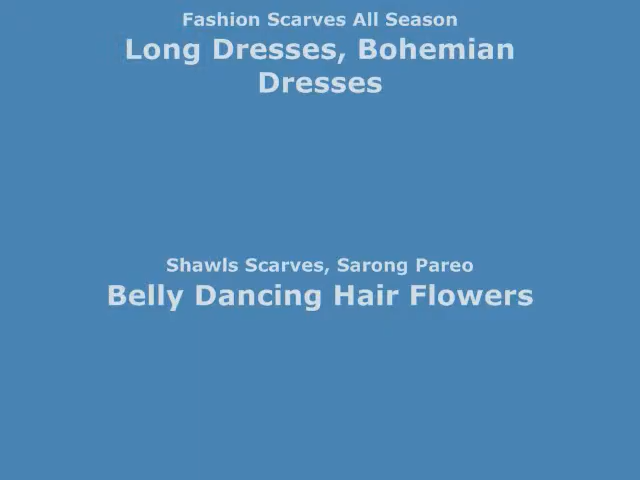 Fashion Scarves All Season
Long Dresses, Bohemian
Dresses
Shawls Scarves, Sarong Pareo
Belly Dancing Hair Flowers